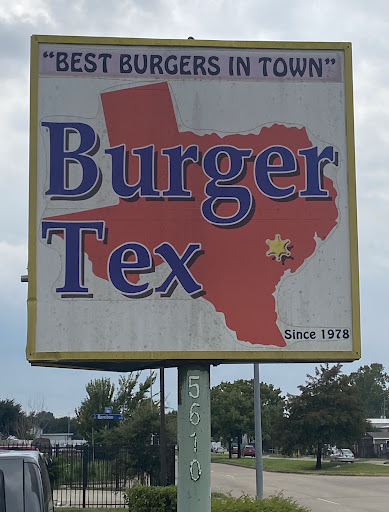 "BEST BURGERS IN TOWN"
Burger
Tex
Since 1978
5610